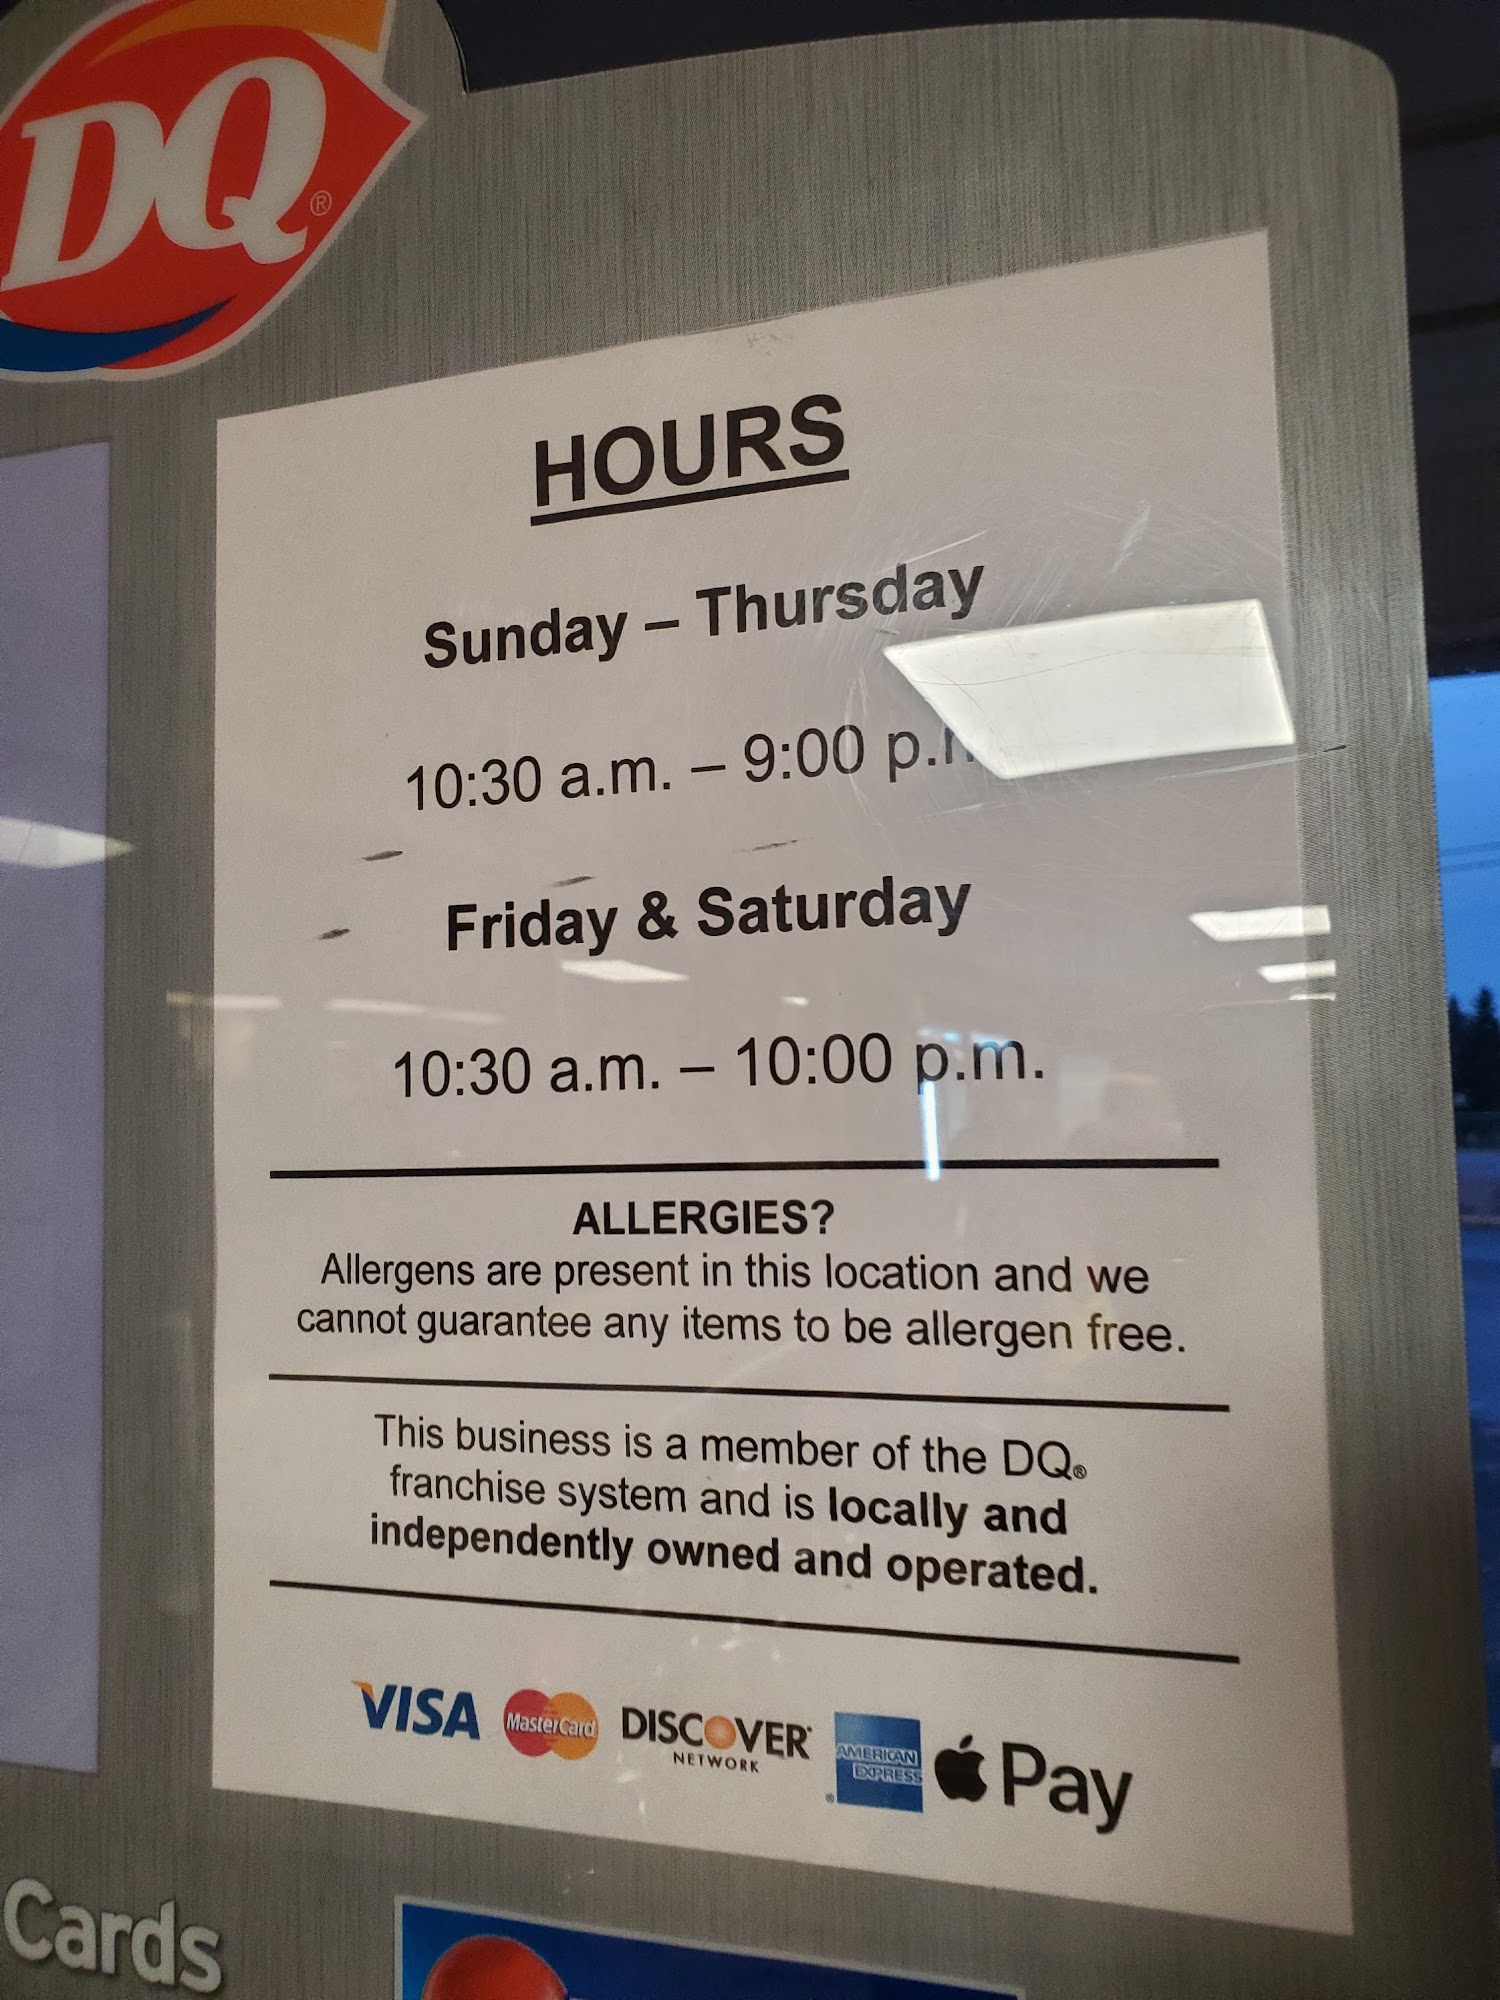 DQ®
HOURS
Sunday – Thursday
10:30 a.m. – 9:00 p.
Friday & Saturday
10:30 a.m. – 10:00 p.m.
ALLERGIES?
Allergens are present in this location and we
cannot guarantee any items to be allergen free.
This business is a member of the DQ®
franchise system and is locally and
independently owned and operated.
VISA MasterCard DISCOVER NETWORK AMERICAN EXPRESS Pay
Cards